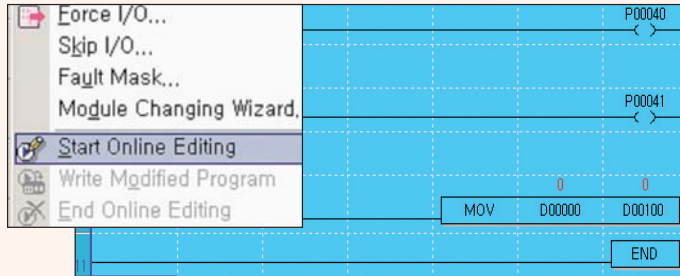 Force I/O...
P00040
Skip I/O...
Fault Mask...
Module Changing Wizard.
P00041
Start Online Editing
Write Modified Program
0 0
End Online Editing
MOV D00000 D00100
END
11